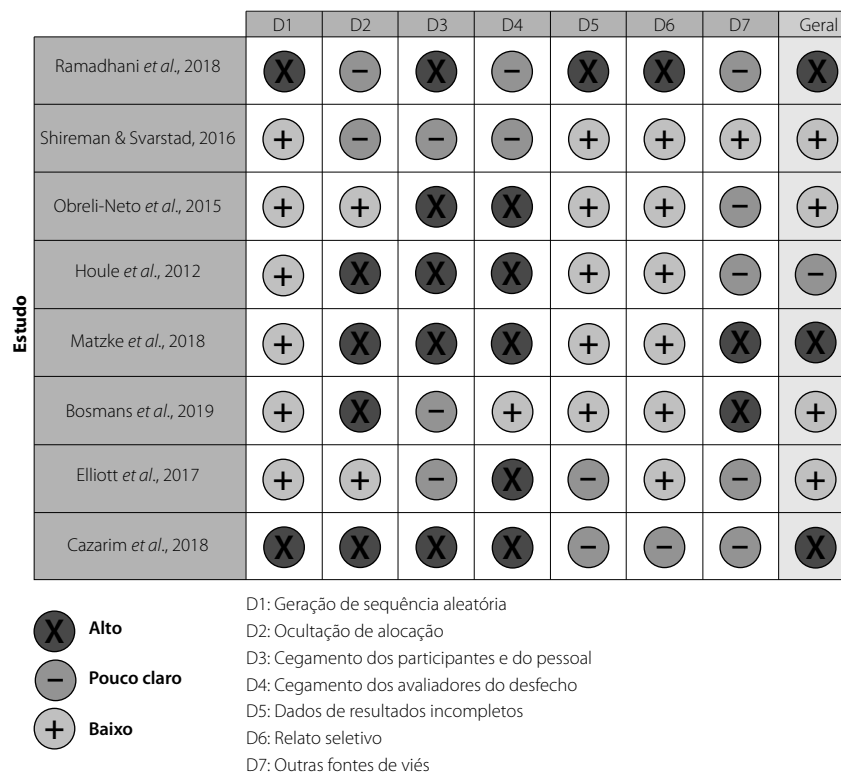 D1 D2 D3 D4 D5 D6 D7 Geral
Estudo
Ramadhani et al., 2018 X − X − X X − X
Shireman & Svarstad, 2016 + − − − + + + +
Obreli-Neto et al., 2015 + + X X + + − +
Houle et al., 2012 + X X X + + − −
Matzke et al., 2018 + X X X + + X X
Bosmans et al., 2019 + X − + + + X +
Elliott et al., 2017 + + − X − + − +
Cazarim et al., 2018 X X X X − − − X
X Alto
− Pouco claro
+ Baixo
D1: Geração de sequência aleatória
D2: Ocultação de alocação
D3: Cegamento dos participantes e do pessoal
D4: Cegamento dos avaliadores do desfecho
D5: Dados de resultados incompletos
D6: Relato seletivo
D7: Outras fontes de viés